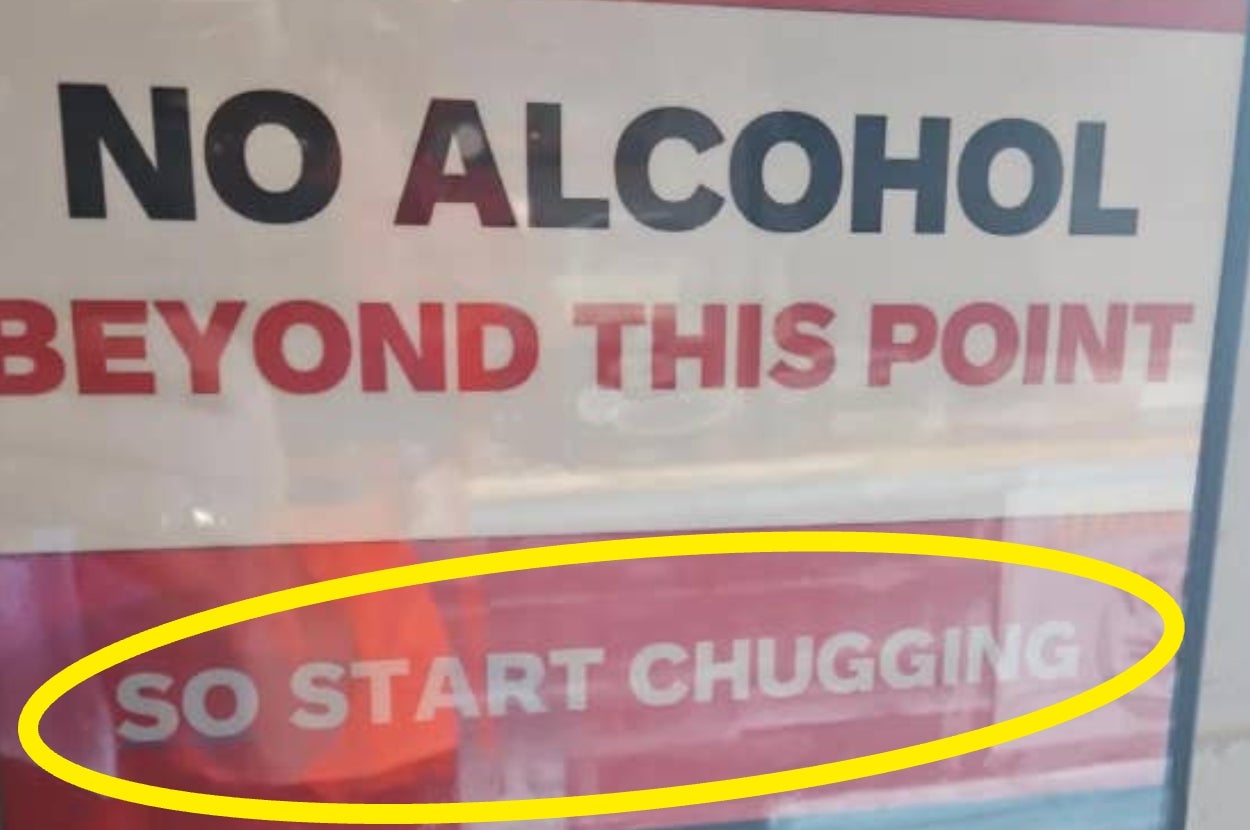 NO ALCOHOL
BEYOND THIS POINT
SO START CHUGGING